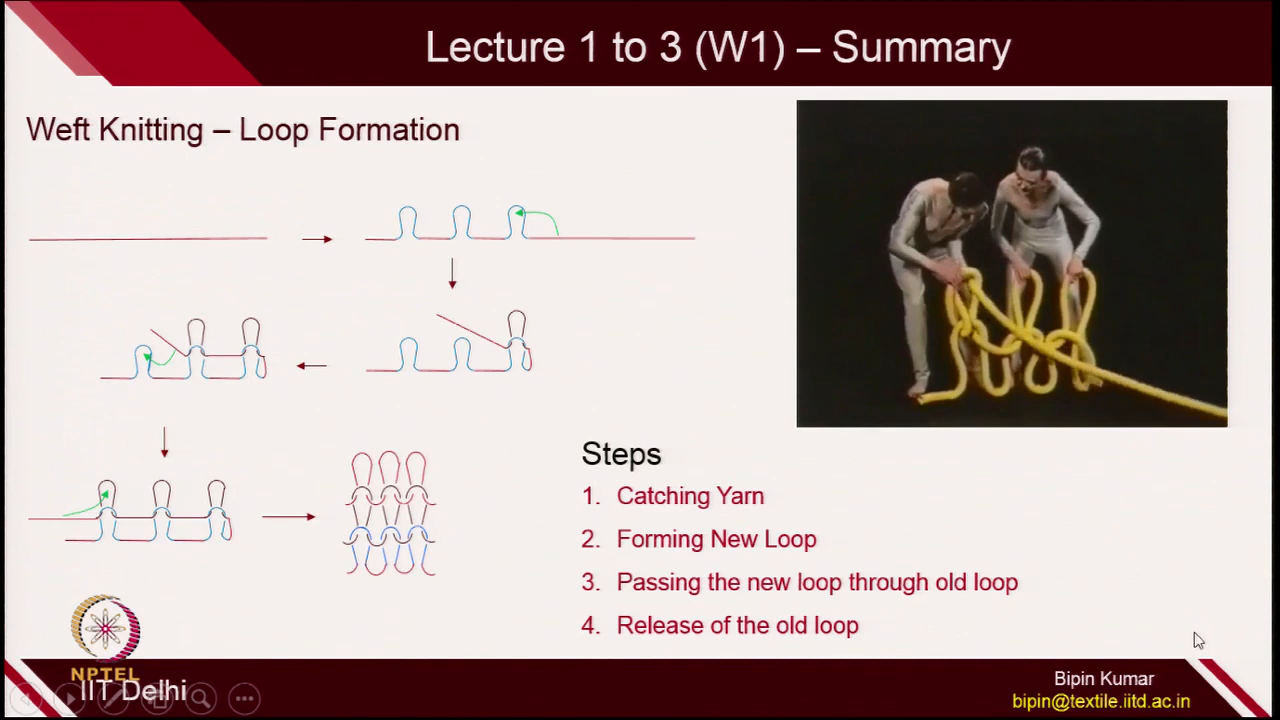 Lecture 1 to 3 (W1) – Summary
Weft Knitting – Loop Formation
Steps
1. Catching Yarn
2. Forming New Loop
3. Passing the new loop through old loop
4. Release of the old loop
NPTEL
IIT Delhi
Bipin Kumar
bipin@textile.iitd.ac.in